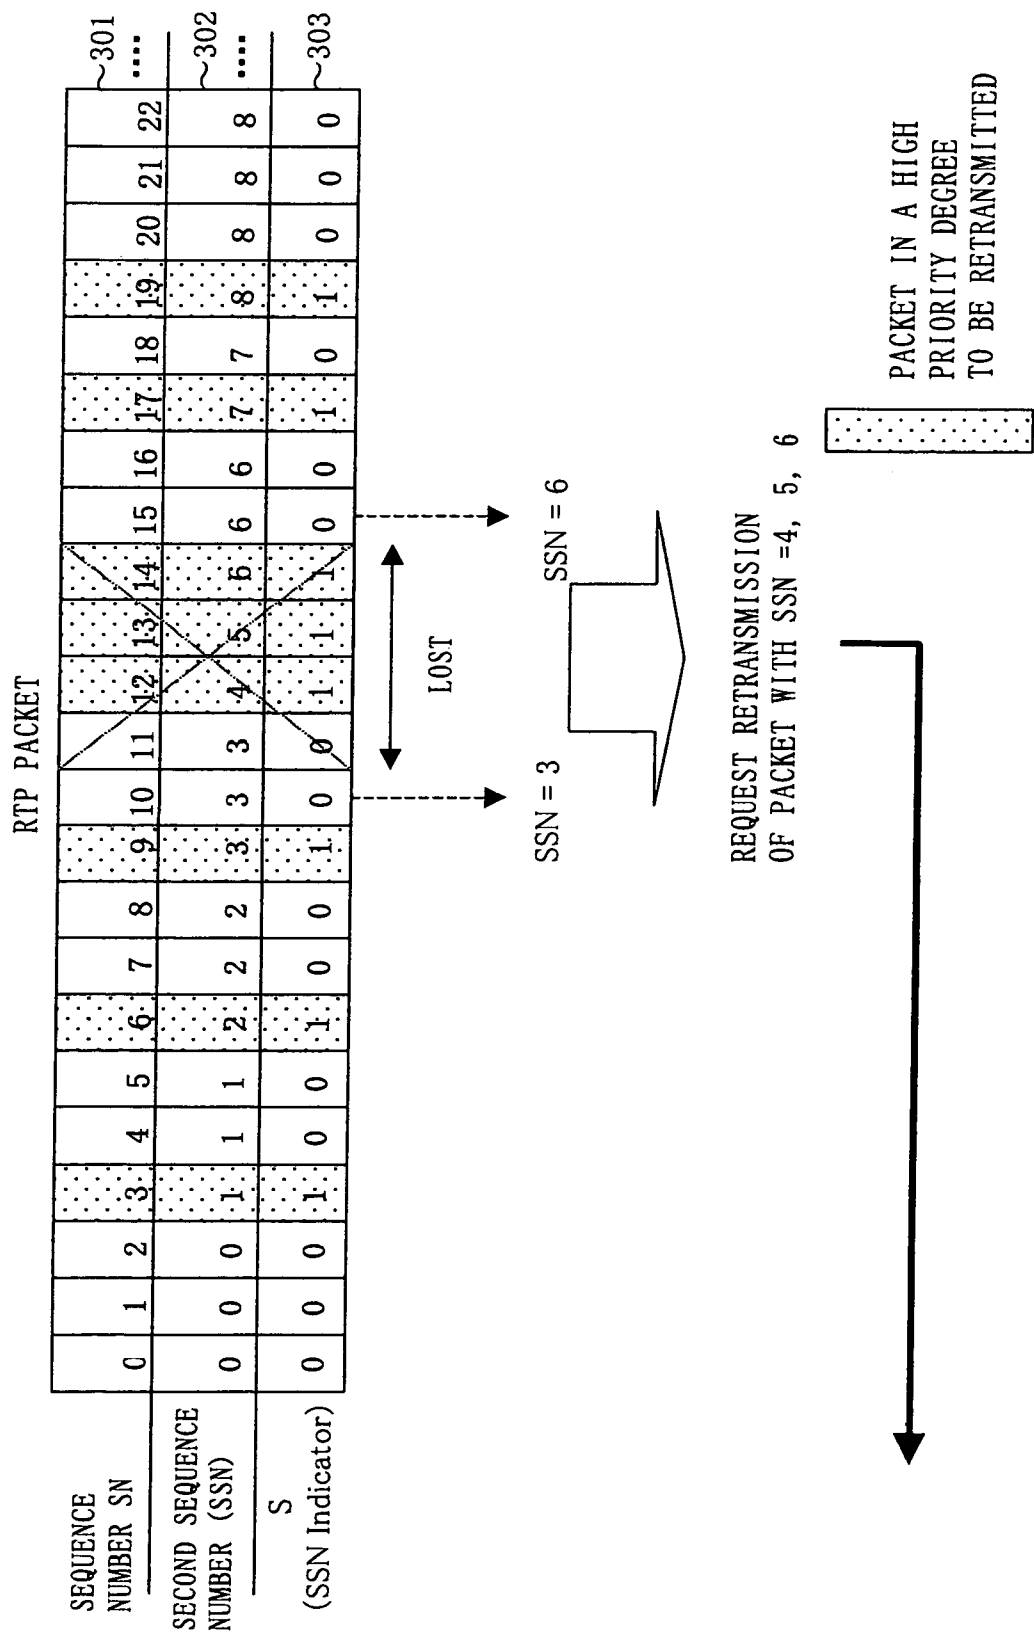 RTP PACKET
SEQUENCE
NUMBER SN
0 1 2 3 4 5 6 7 8 9 10 11 12 13 14 15 16 17 18 19 20 21 22 ....
301
SECOND SEQUENCE
NUMBER (SSN)
0 0 0 1 1 1 2 2 2 3 3 3 4 5 6 6 6 7 7 8 8 8 8 ....
302
S
(SSN Indicator)
0 0 0 1 0 0 1 0 0 1 0 0 1 1 1 0 0 1 0 1 0 0 0
303
LOST
SSN = 3
SSN = 6
REQUEST RETRANSMISSION
OF PACKET WITH SSN =4, 5, 6
PACKET IN A HIGH
PRIORITY DEGREE
TO BE RETRANSMITTED